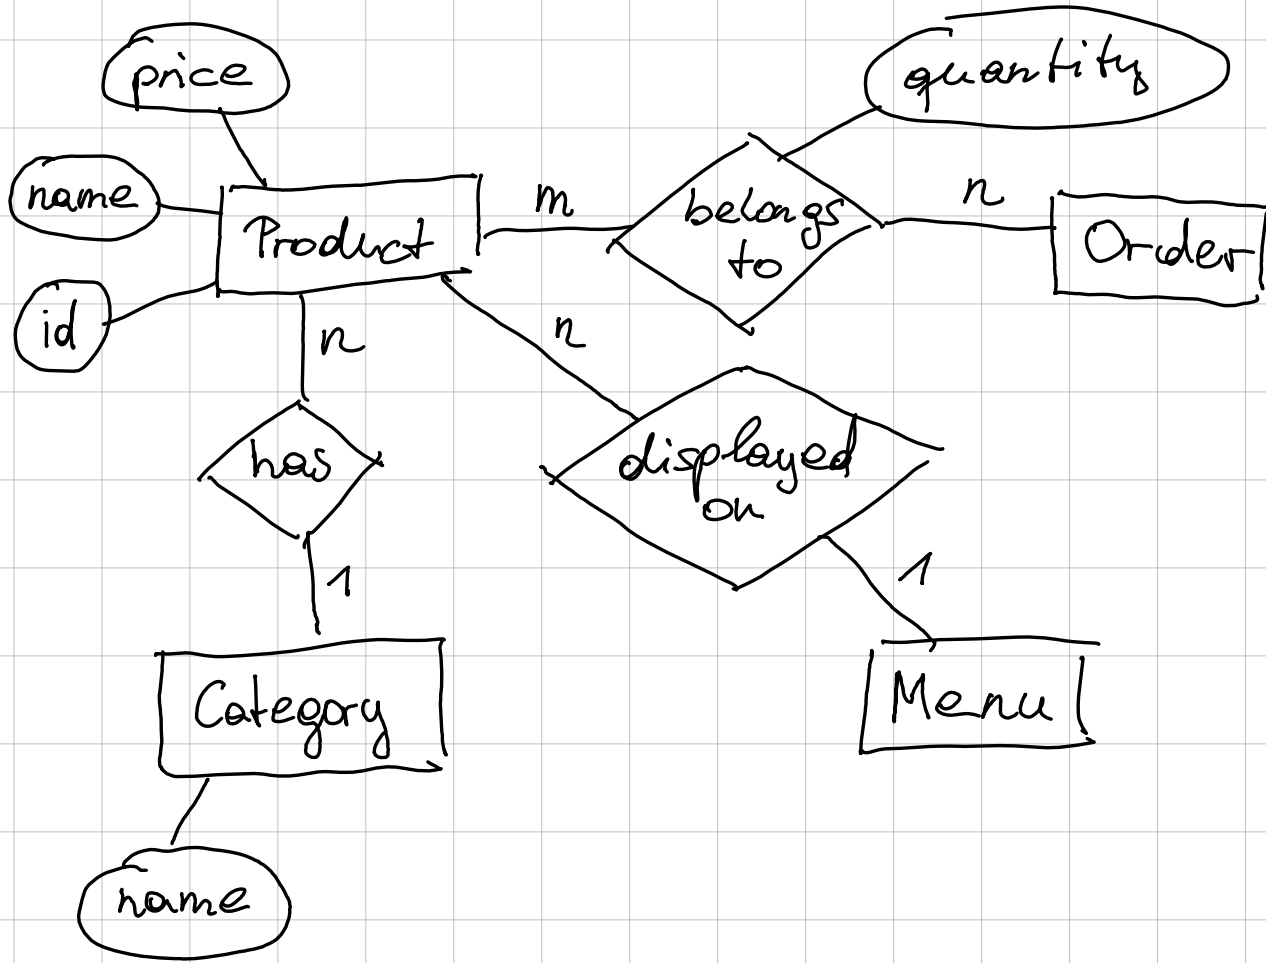 price
quantity
name
m
belongs
to
n
Product
Order
id
n
n
has
displayed
on
1
1
Category
Menu
name